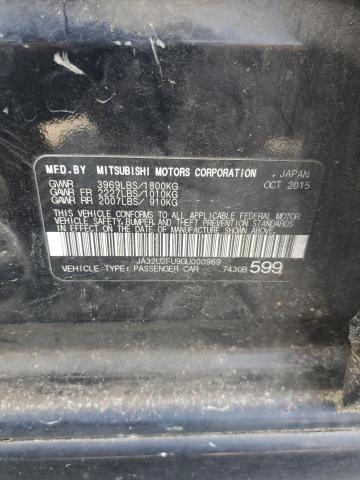 MFD.BY MITSUBISHI MOTORS CORPORATION , JAPAN
GVWR 3969LBS/1800KG OCT 2015
GAWR FR 2227LBS/1010KG
GAWR RR 2007LBS/ 910KG
THIS VEHICLE CONFORMS TO ALL APPLICABLE FEDERAL MOTOR
VEHICLE SAFETY,BUMPER,AND THEFT PREVENTION STANDARDS
IN EFFECT ON THE DATE OF MANUFACTURE SHOWN ABOVE.
JA32U2FU9GU000969
VEHICLE TYPE:PASSENGER CAR 7430B 599